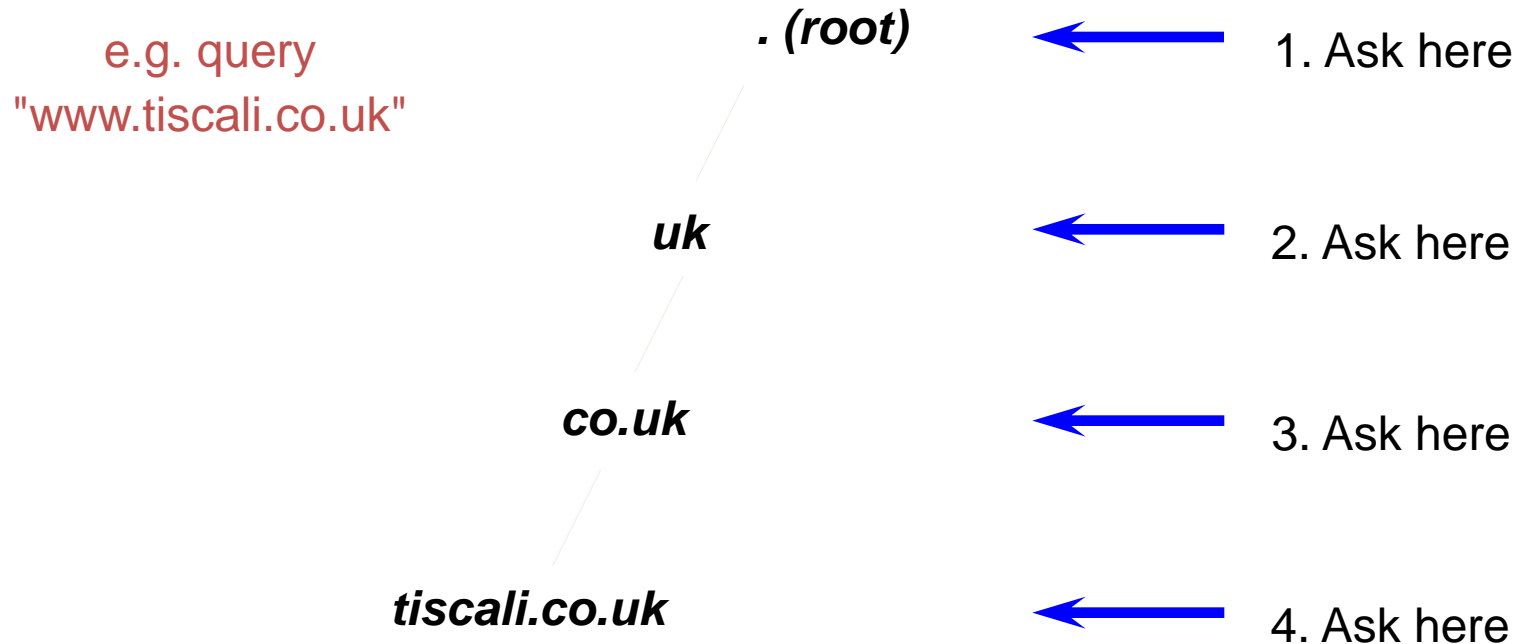 e.g. query
"www.tiscali.co.uk"
. (root)
1. Ask here
uk
2. Ask here
co.uk
3. Ask here
tiscali.co.uk
4. Ask here